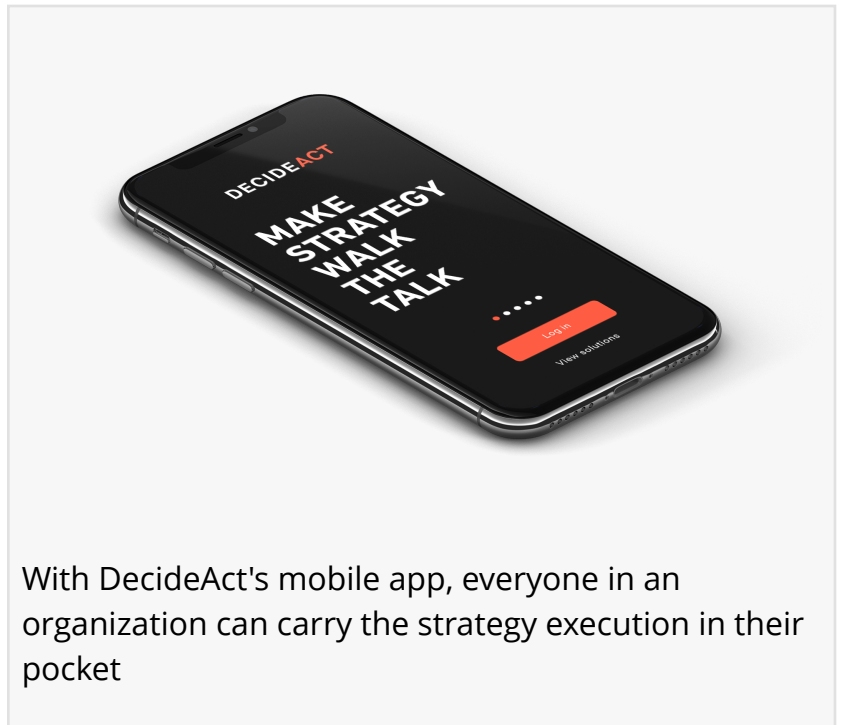 DECIDEACT
MAKE
STRATEGY
WALK
THE
TALK
Log in
View solutions
With DecideAct's mobile app, everyone in an
organization can carry the strategy execution in their
pocket